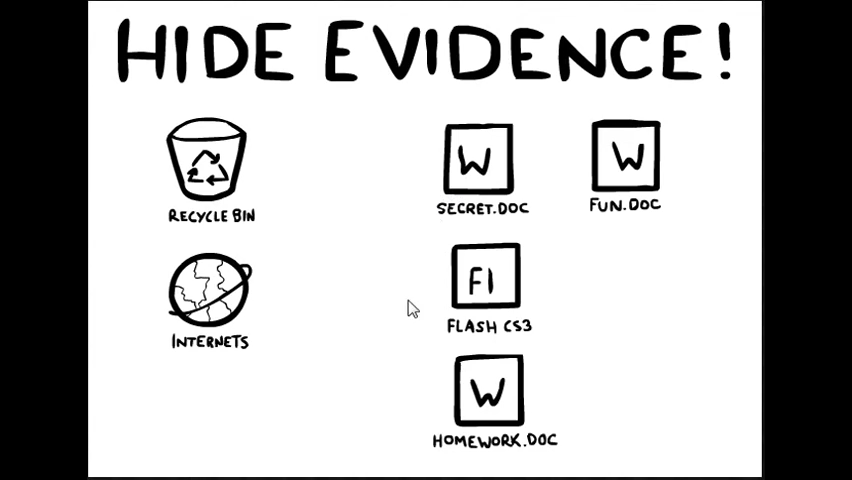 HIDE EVIDENCE!
W
W
RECYCLE BIN
SECRET.DOC
FUN.DOC
Fl
INTERNETS
FLASH CS3
W
HOMEWORK.DOC